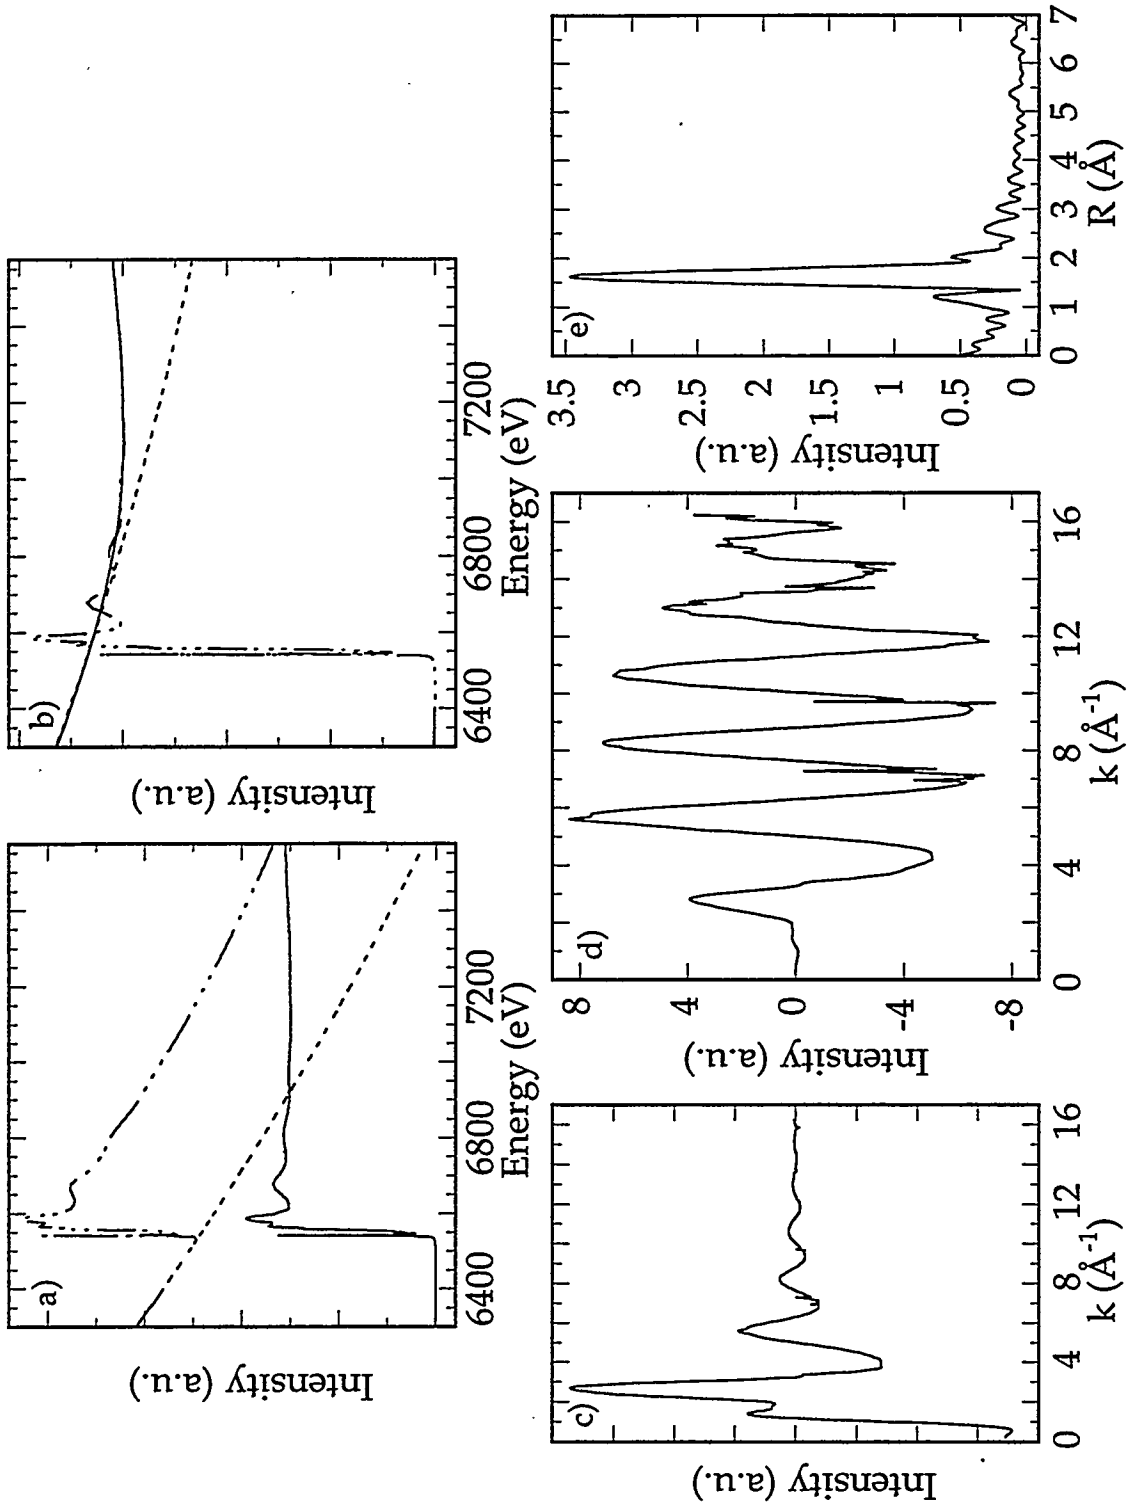 a)
Intensity (a.u.)
6400 6800 7200
Energy (eV)
b)
Intensity (a.u.)
6400 6800 7200
Energy (eV)
c)
Intensity (a.u.)
0 4 8 12 16
k (Å-1)
d)
Intensity (a.u.)
8
4
0
-4
-8
0 4 8 12 16
k (Å-1)
e)
Intensity (a.u.)
3.5
3
2.5
2
1.5
1
0.5
0
0 1 2 3 4 5 6 7
R (Å)